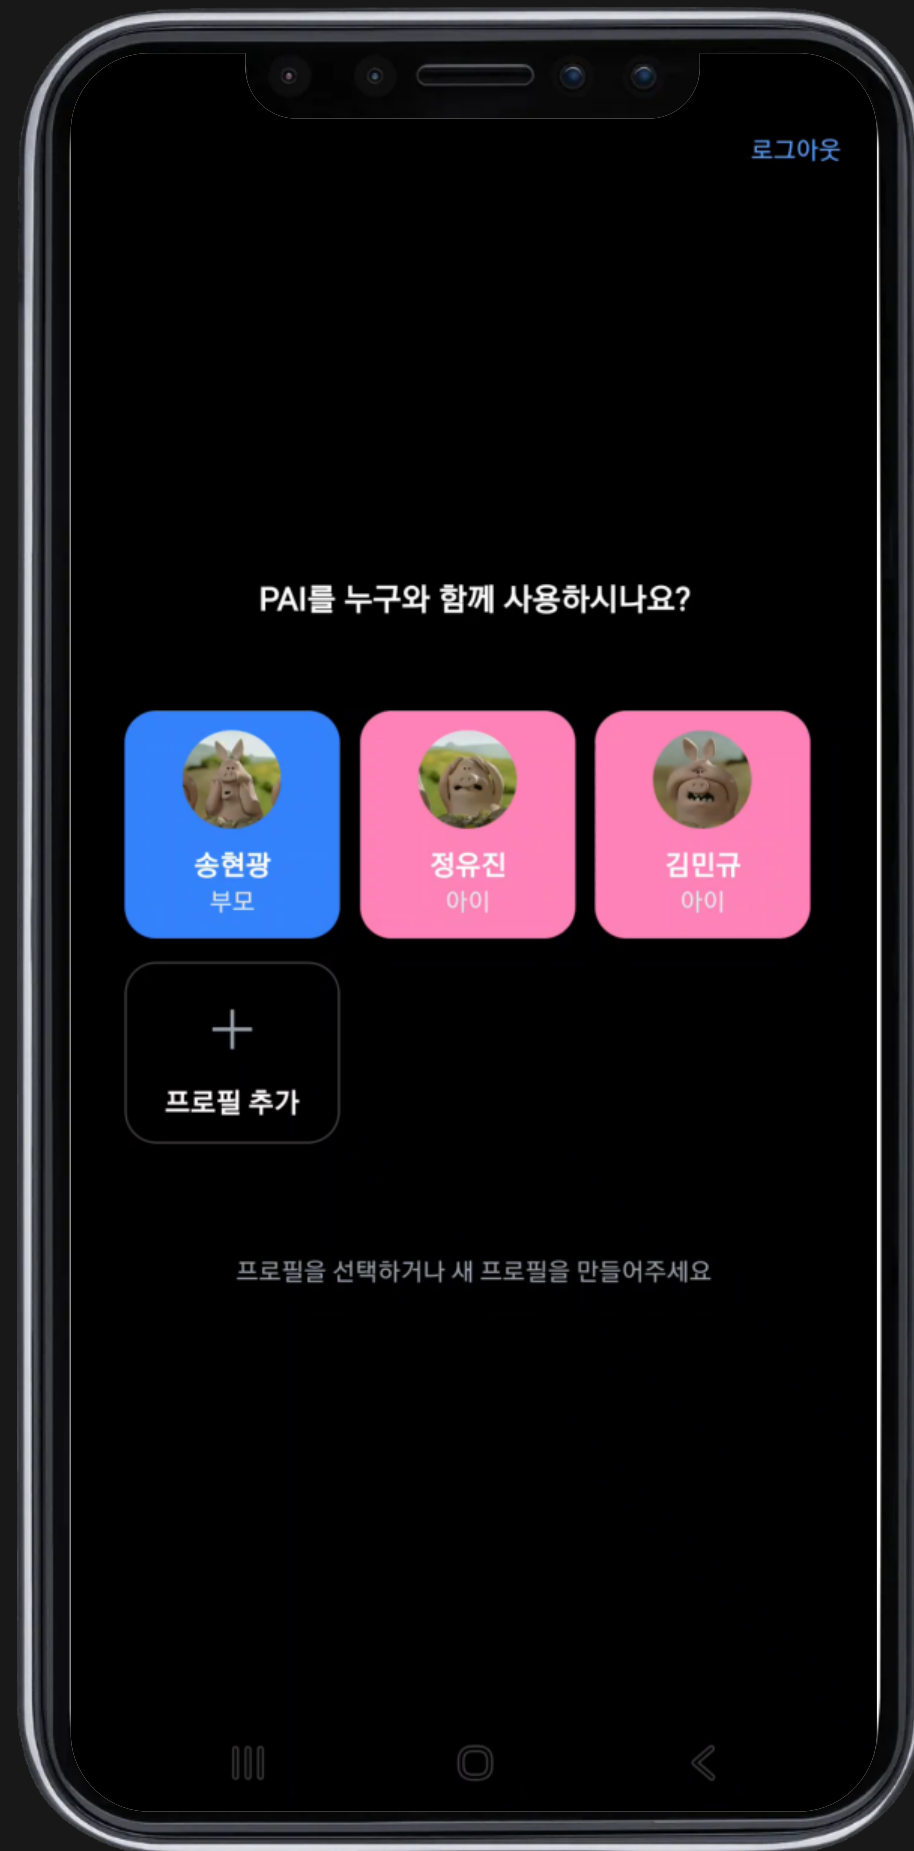 로그아웃
PAI를 누구와 함께 사용하시나요?
송현광
부모
정유진
아이
김민규
아이
프로필 추가
프로필을 선택하거나 새 프로필을 만들어주세요